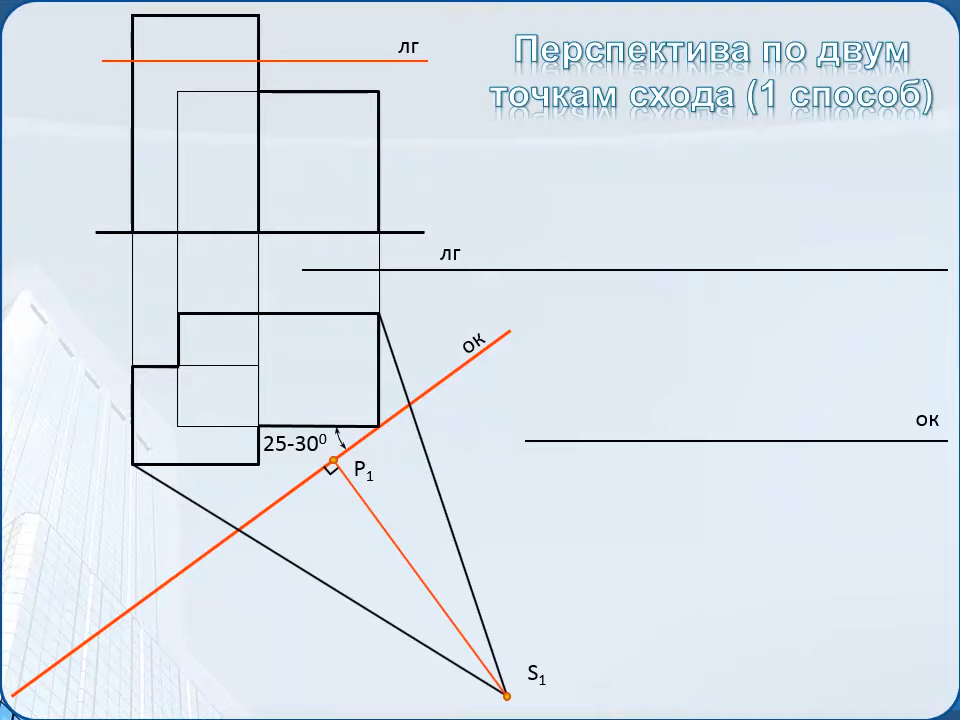 Перспектива по двум
точкам схода (1 способ)
лг
лг
ок
ок
25-30⁰
P₁
S₁